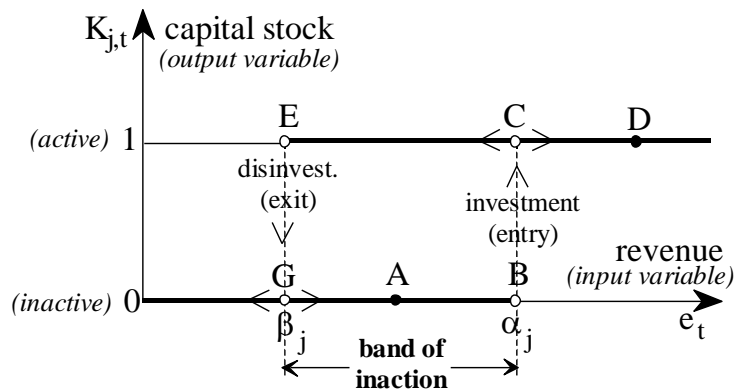 K_{j,t} capital stock
(output variable)
E C D
(active) 1
disinvest.
(exit)
investment
(entry)
revenue
(input variable)
G A B
(inactive) 0
β_j α_j e_t
band of
inaction